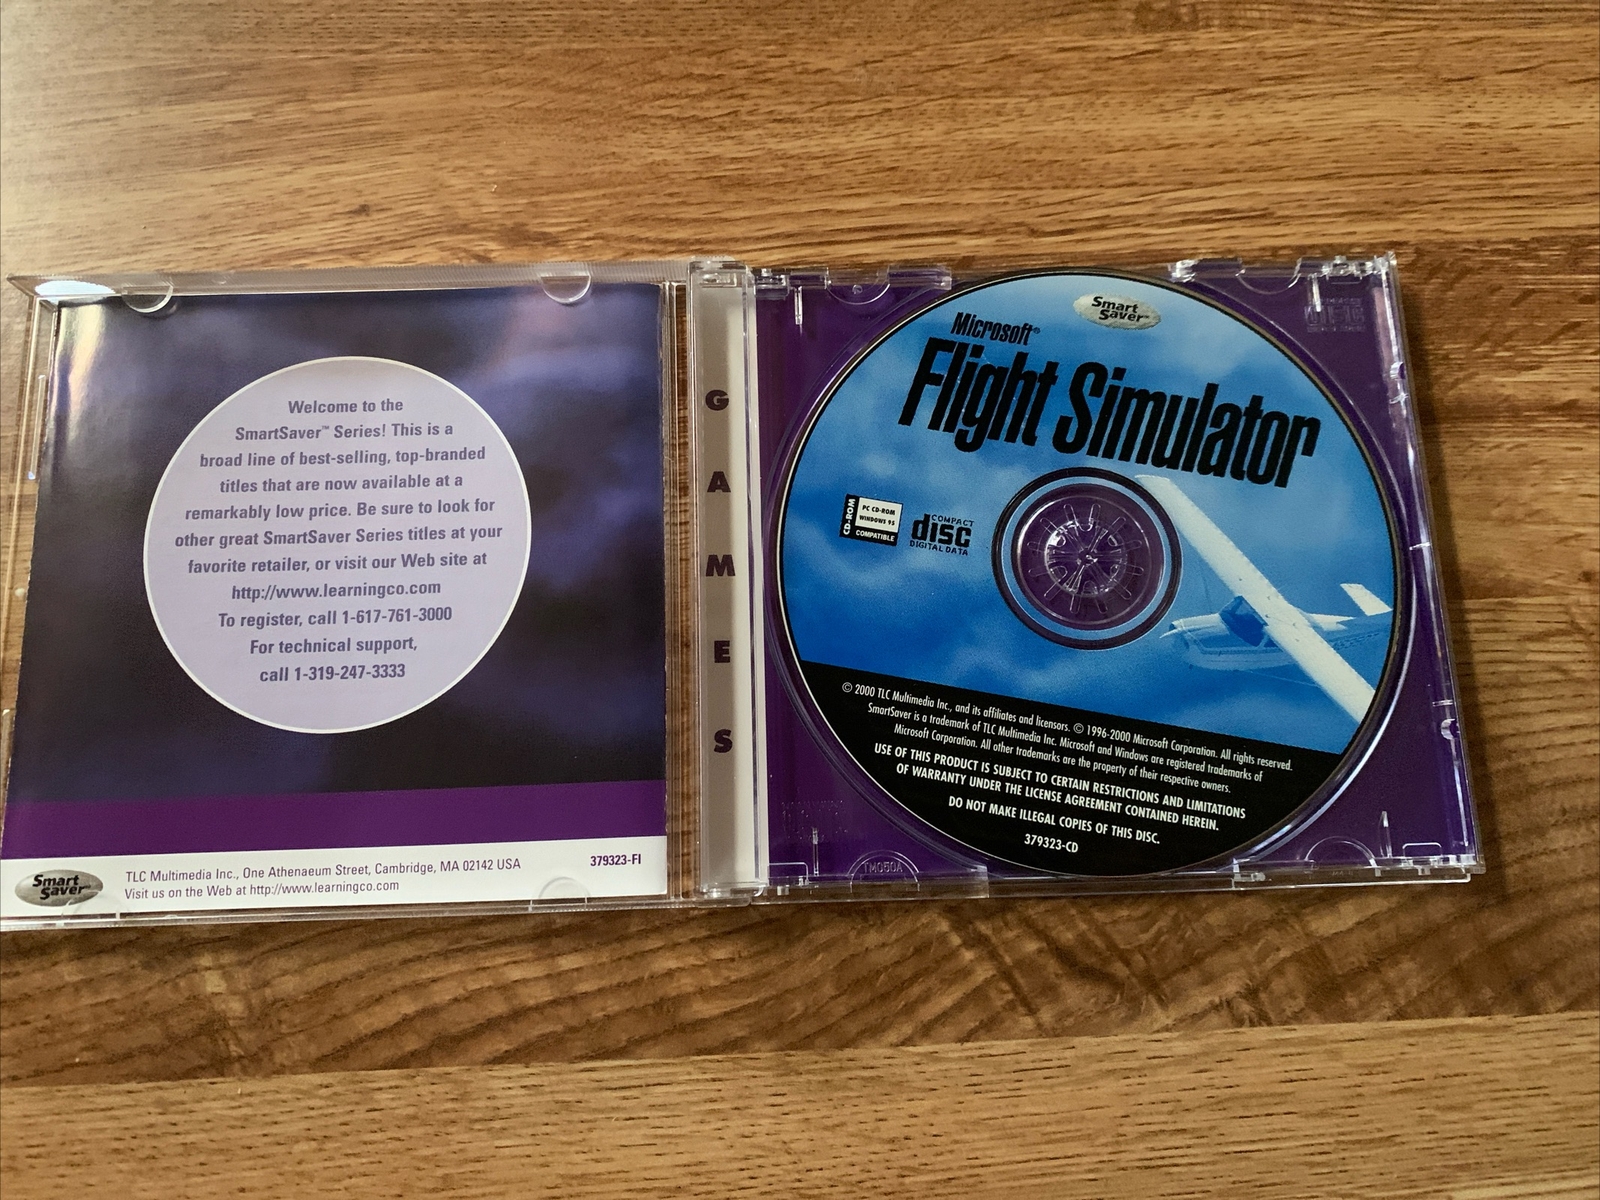 Welcome to the
SmartSaver™ Series! This is a
broad line of best-selling, top-branded
titles that are now available at a
remarkably low price. Be sure to look for
other great SmartSaver Series titles at your
favorite retailer, or visit our Web site at
http://www.learningco.com
To register, call 1-617-761-3000
For technical support,
call 1-319-247-3333
Smart
Saver™
TLC Multimedia Inc., One Athenaeum Street, Cambridge, MA 02142 USA
Visit us on the Web at http://www.learningco.com
379323-FI
GAMES
Smart
Saver™
Microsoft®
Flight Simulator
CD-ROM
PC CD-ROM
WINDOWS 95
COMPATIBLE
COMPACT
disc
DIGITAL DATA
© 2000 TLC Multimedia Inc., and its affiliates and licensors. © 1996-2000 Microsoft Corporation. All rights reserved.
SmartSaver is a trademark of TLC Multimedia Inc. Microsoft and Windows are registered trademarks of
Microsoft Corporation. All other trademarks are the property of their respective owners.
USE OF THIS PRODUCT IS SUBJECT TO CERTAIN RESTRICTIONS AND LIMITATIONS
OF WARRANTY UNDER THE LICENSE AGREEMENT CONTAINED HEREIN.
DO NOT MAKE ILLEGAL COPIES OF THIS DISC.
379323-CD